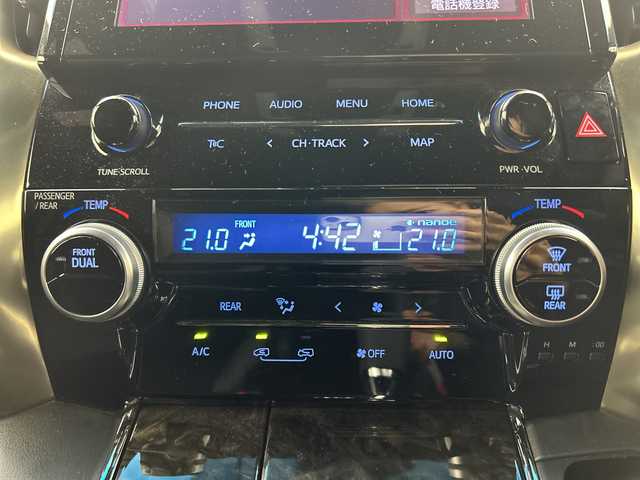 電話機登録
PHONE AUDIO MENU HOME
T&C < CH·TRACK > MAP
TUNE·SCROLL PWR·VOL
PASSENGER
/REAR
TEMP TEMP
FRONT nanoe
21.0 4:42 21.0
FRONT
DUAL
FRONT
REAR
REAR < >
A/C OFF AUTO
H M :00